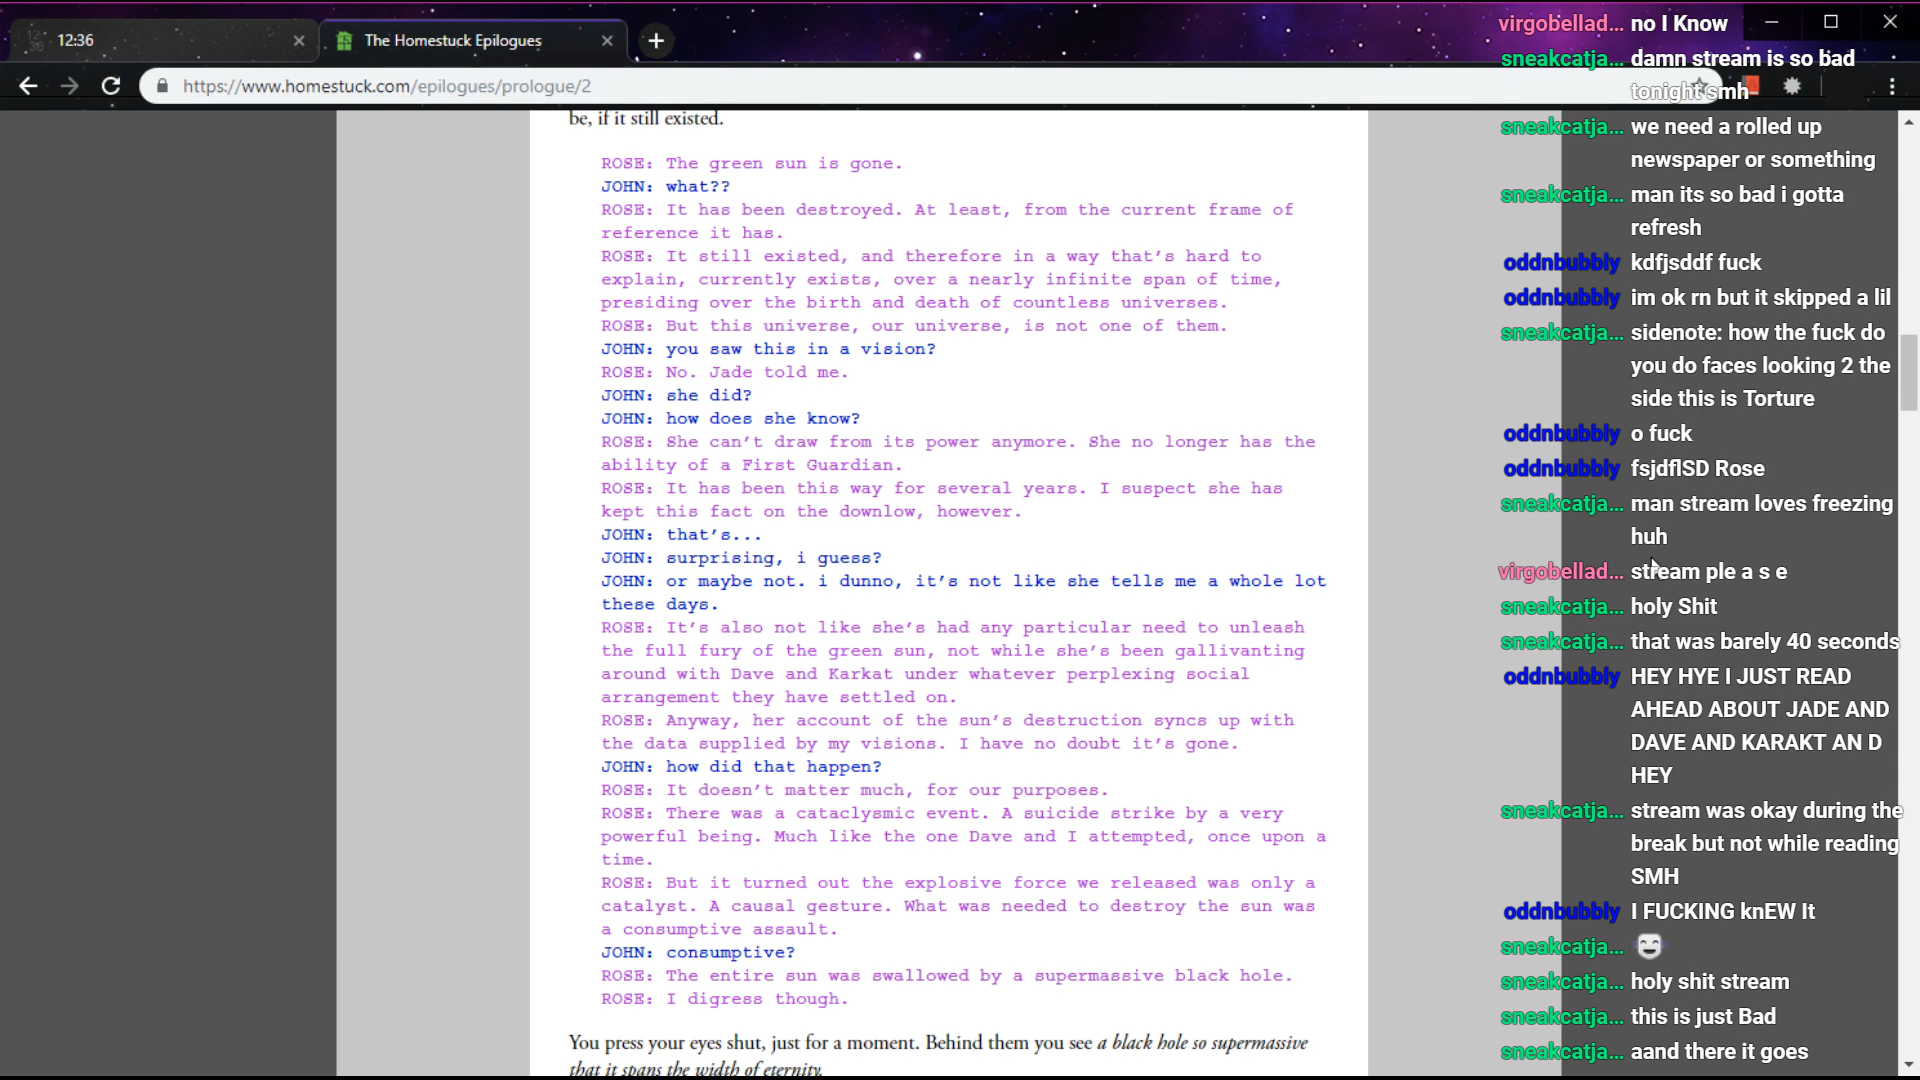 12:36
The Homestuck Epilogues
https://www.homestuck.com/epilogues/prologue/2
be, if it still existed.
ROSE: The green sun is gone.
JOHN: what??
ROSE: It has been destroyed. At least, from the current frame of
reference it has.
ROSE: It still existed, and therefore in a way that's hard to
explain, currently exists, over a nearly infinite span of time,
presiding over the birth and death of countless universes.
ROSE: But this universe, our universe, is not one of them.
JOHN: you saw this in a vision?
ROSE: No. Jade told me.
JOHN: she did?
JOHN: how does she know?
ROSE: She can't draw from its power anymore. She no longer has the
ability of a First Guardian.
ROSE: It has been this way for several years. I suspect she has
kept this fact on the downlow, however.
JOHN: that's...
JOHN: surprising, i guess?
JOHN: or maybe not. i dunno, it's not like she tells me a whole lot
these days.
ROSE: It's also not like she's had any particular need to unleash
the full fury of the green sun, not while she's been gallivanting
around with Dave and Karkat under whatever perplexing social
arrangement they have settled on.
ROSE: Anyway, her account of the sun's destruction syncs up with
the data supplied by my visions. I have no doubt it's gone.
JOHN: how did that happen?
ROSE: It doesn't matter much, for our purposes.
ROSE: There was a cataclysmic event. A suicide strike by a very
powerful being. Much like the one Dave and I attempted, once upon a
time.
ROSE: But it turned out the explosive force we released was only a
catalyst. A causal gesture. What was needed to destroy the sun was
a consumptive assault.
JOHN: consumptive?
ROSE: The entire sun was swallowed by a supermassive black hole.
ROSE: I digress though.
You press your eyes shut, just for a moment. Behind them you see a black hole so supermassive
that it spans the width of eternity.
virgobellad... no I Know
sneakcatja... damn stream is so bad
tonight smh
sneakcatja... we need a rolled up
newspaper or something
sneakcatja... man its so bad i gotta
refresh
oddnbubbly kdfjsddf fuck
oddnbubbly im ok rn but it skipped a lil
sneakcatja... sidenote: how the fuck do
you do faces looking 2 the
side this is Torture
oddnbubbly o fuck
oddnbubbly fsjdflSD Rose
sneakcatja... man stream loves freezing
huh
virgobellad... stream ple a s e
sneakcatja... holy Shit
sneakcatja... that was barely 40 seconds
oddnbubbly HEY HYE I JUST READ
AHEAD ABOUT JADE AND
DAVE AND KARAKT AN D
HEY
sneakcatja... stream was okay during the
break but not while reading
SMH
oddnbubbly I FUCKING knEW It
sneakcatja...
sneakcatja... holy shit stream
sneakcatja... this is just Bad
sneakcatja... aand there it goes